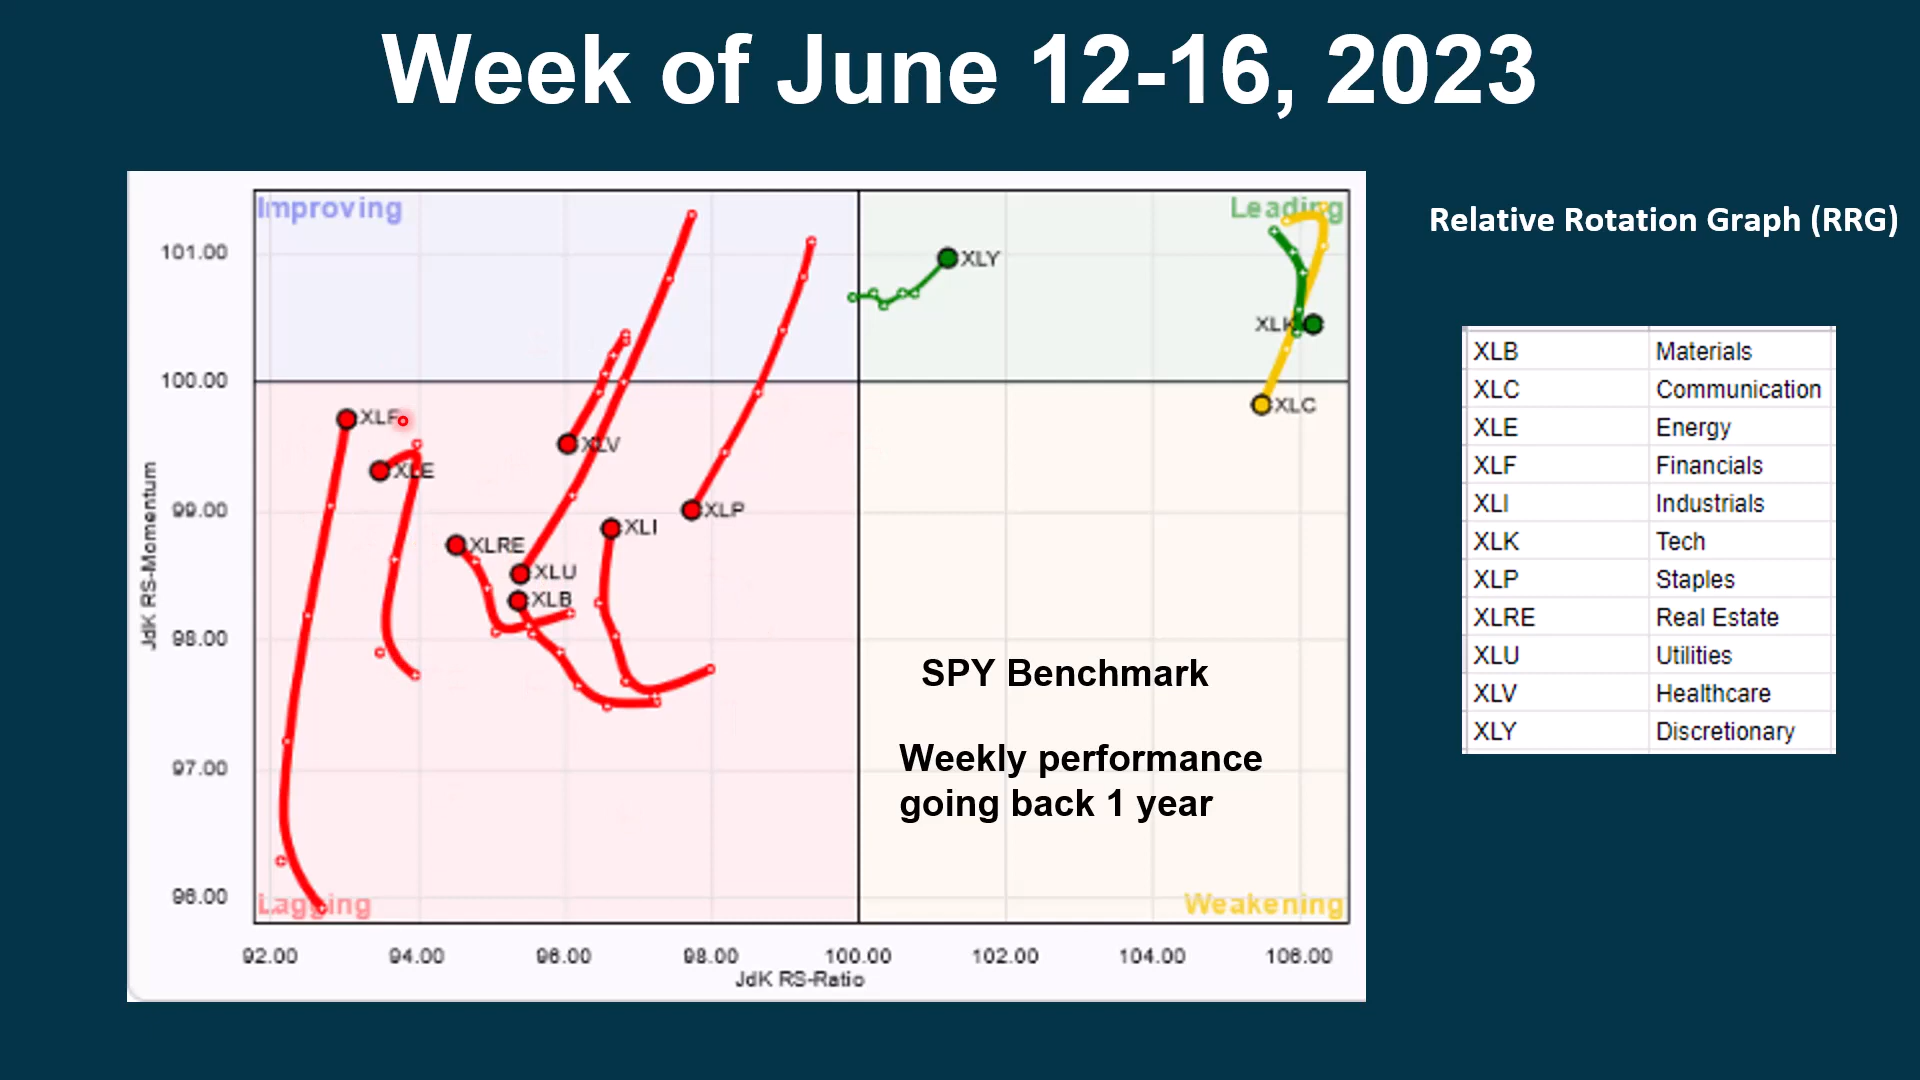 Week of June 12-16, 2023
Relative Rotation Graph (RRG)
Improving
Leading
101.00
100.00
99.00
98.00
97.00
96.00
JdK RS-Momentum
XLY
XLK
XLC
XLF
XLE
XLV
XLP
XLI
XLRE
XLU
XLB
SPY Benchmark
Weekly performance
going back 1 year
Lagging
Weakening
92.00 94.00 96.00 98.00 100.00 102.00 104.00 106.00
JdK RS-Ratio
XLB Materials
XLC Communication
XLE Energy
XLF Financials
XLI Industrials
XLK Tech
XLP Staples
XLRE Real Estate
XLU Utilities
XLV Healthcare
XLY Discretionary